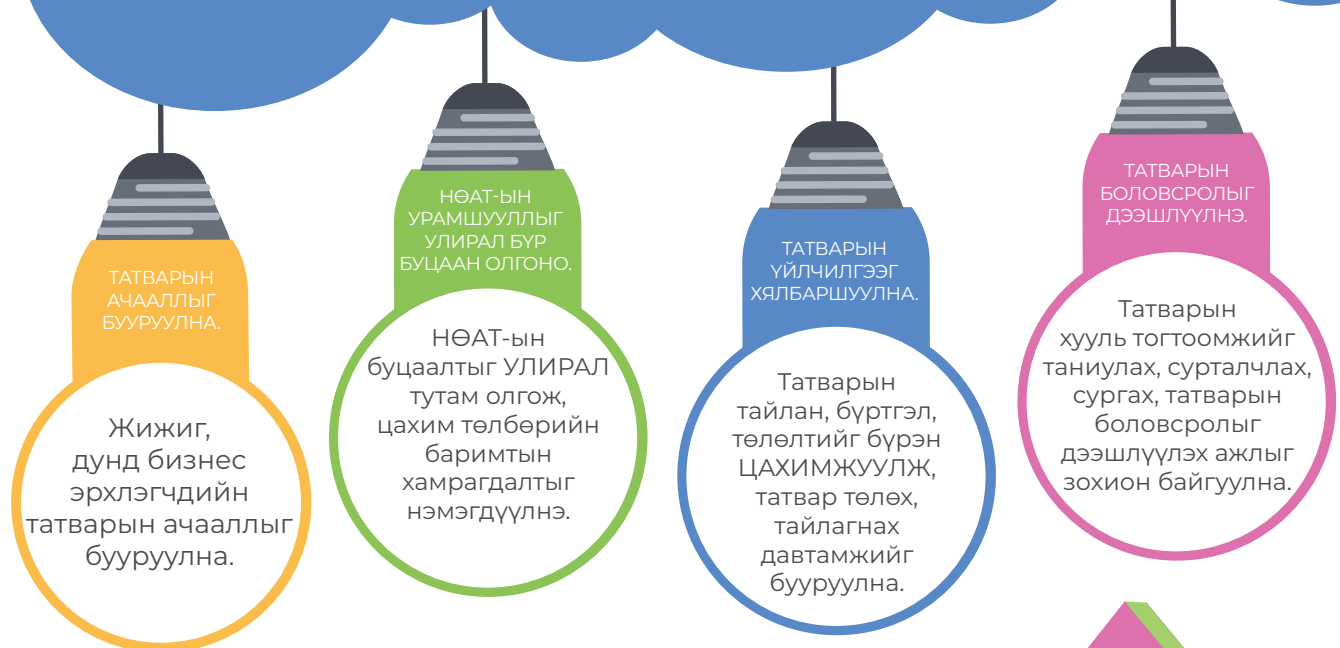 ТАТВАРЫН
АЧААЛЛЫГ
БУУРУУЛНА.
Жижиг,
дунд бизнес
эрхлэгчдийн
татварын ачааллыг
бууруулна.
НӨАТ-ЫН
УРАМШУУЛЛЫГ
УЛИРАЛ БҮР
БУЦААН ОЛГОНО.
НӨАТ-ын
буцаалтыг УЛИРАЛ
тутам олгож,
цахим төлбөрийн
баримтын
хамрагдалтыг
нэмэгдүүлнэ.
ТАТВАРЫН
ҮЙЛЧИЛГЭЭГ
ХЯЛБАРШУУЛНА.
Татварын
тайлан, бүртгэл,
төлөлтийг бүрэн
ЦАХИМЖУУЛЖ,
татвар төлөх,
тайлагнах
давтамжийг
бууруулна.
ТАТВАРЫН
БОЛОВСРОЛЫГ
ДЭЭШЛҮҮЛНЭ.
Татварын
хууль тогтоомжийг
таниулах, сурталчлах,
сургах, татварын
боловсролыг
дээшлүүлэх ажлыг
зохион байгуулна.